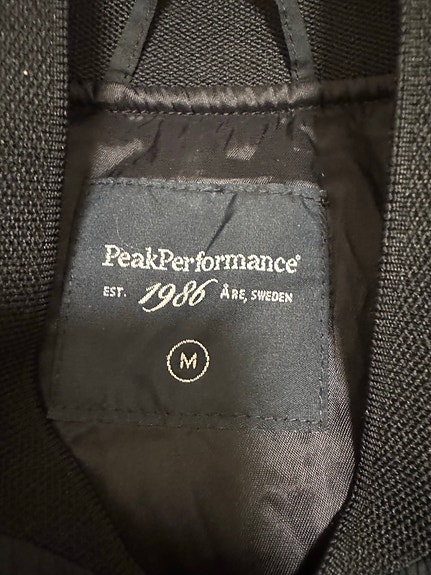 PeakPerformance®
EST. 1986 ÅRE, SWEDEN
M